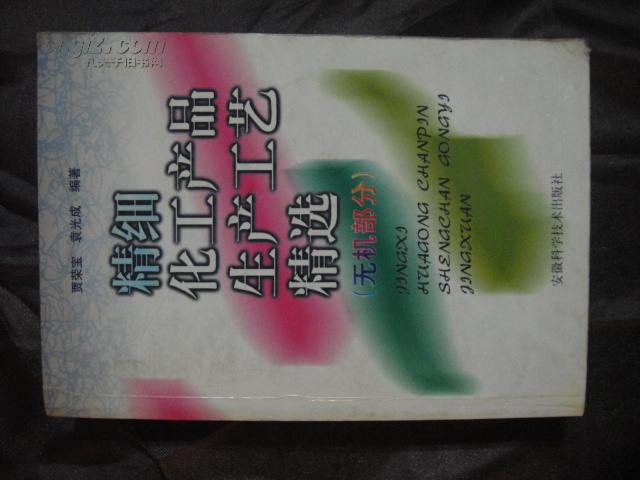 贾荣宝 袁光成 编著
精细
化工产品
生产工艺
精选
(无机部分)
JINGXI
HUAGONG CHANPIN
SHENGCHAN GONGYI
JINGXUAN
安徽科学技术出版社
孔夫子旧书网